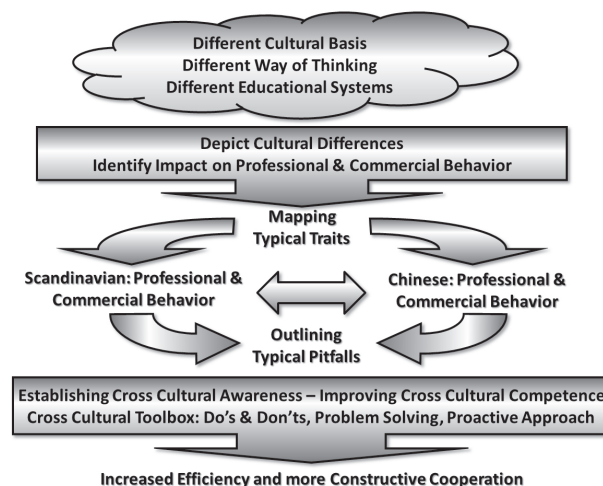 Different Cultural Basis
Different Way of Thinking
Different Educational Systems
Depict Cultural Differences
Identify Impact on Professional & Commercial Behavior
Mapping
Typical Traits
Scandinavian: Professional &
Commercial Behavior
Chinese: Professional &
Commercial Behavior
Outlining
Typical Pitfalls
Establishing Cross Cultural Awareness – Improving Cross Cultural Competence
Cross Cultural Toolbox: Do's & Don'ts, Problem Solving, Proactive Approach
Increased Efficiency and more Constructive Cooperation